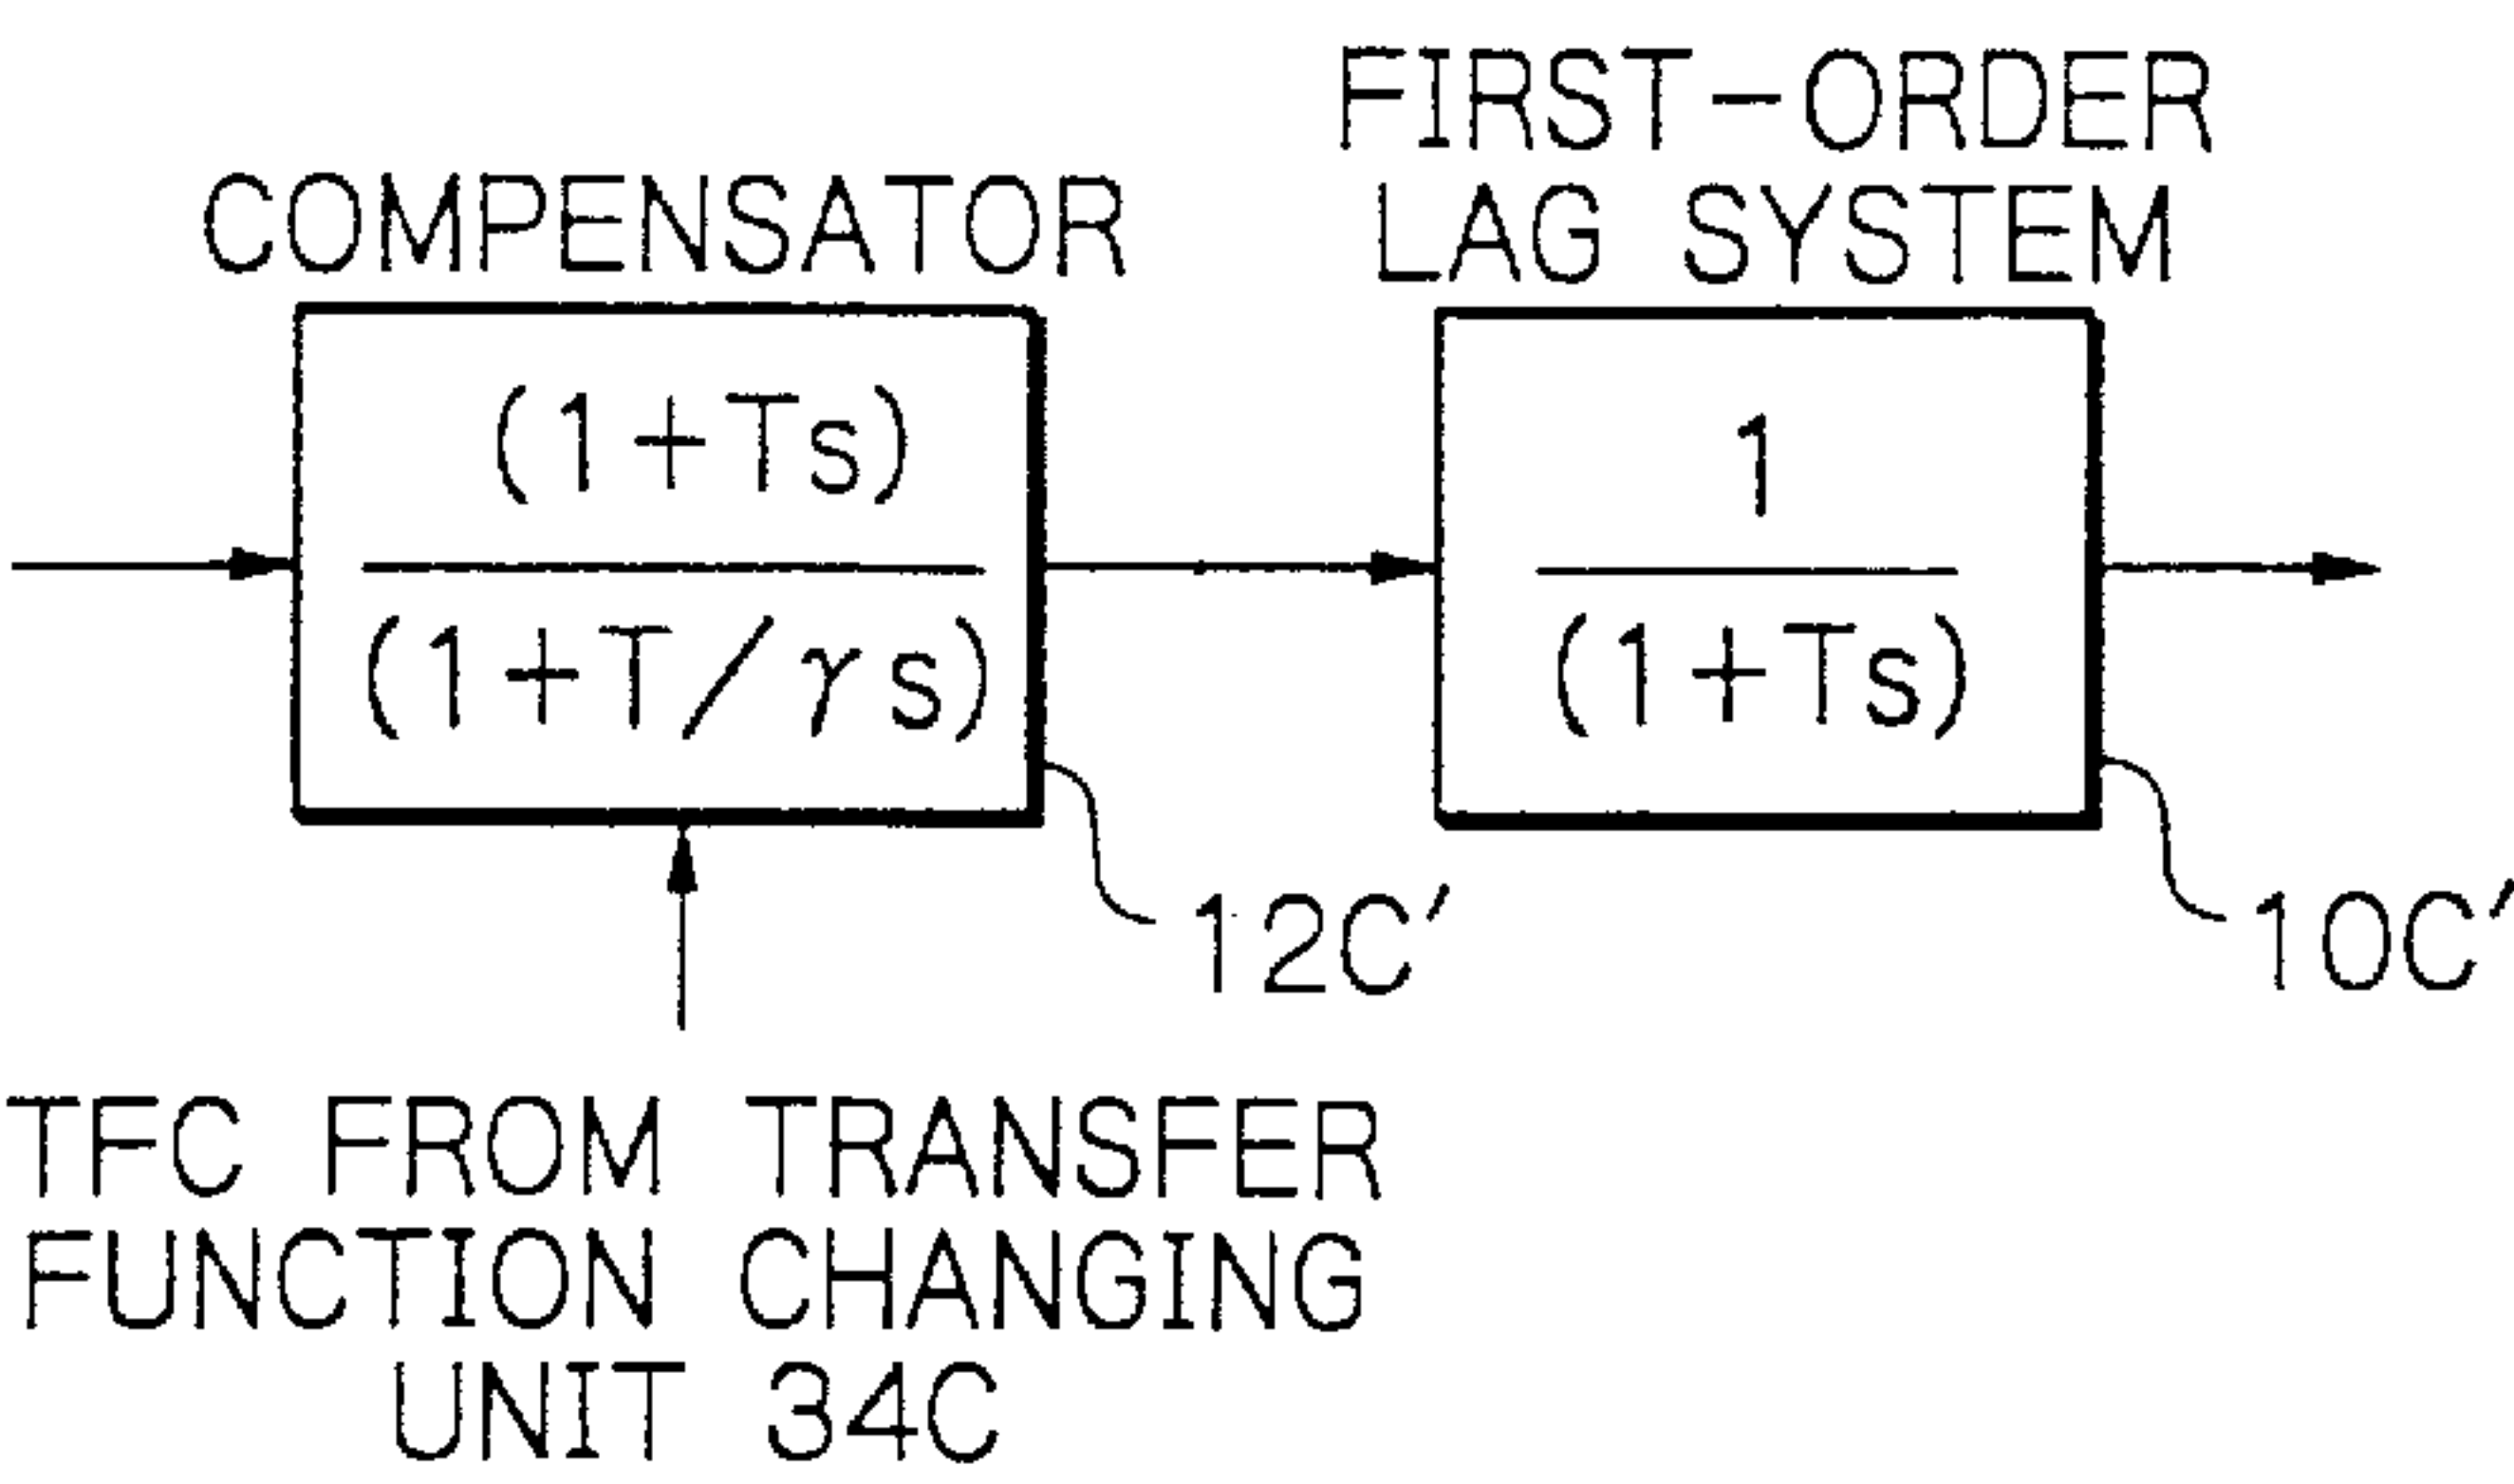 COMPENSATOR
(1+Ts)
(1+T/γs)
12C′
FIRST-ORDER
LAG SYSTEM
1
(1+Ts)
10C′
TFC FROM TRANSFER
FUNCTION CHANGING
UNIT 34C